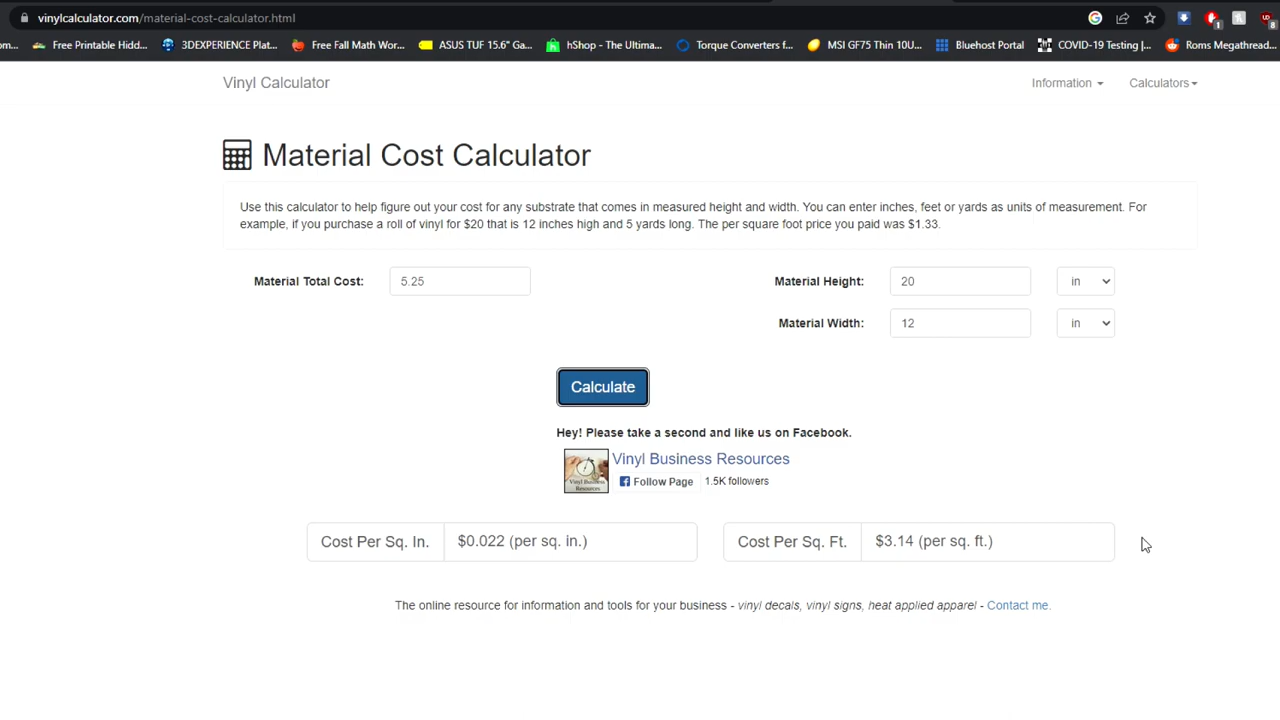 vinylcalculator.com/material-cost-calculator.html
om... Free Printable Hidd... 3DEXPERIENCE Plat... Free Fall Math Wor... ASUS TUF 15.6" Ga... hShop - The Ultima... Torque Converters f... MSI GF75 Thin 10U... Bluehost Portal COVID-19 Testing |... Roms Megathread...
Vinyl Calculator Information Calculators
Material Cost Calculator
Use this calculator to help figure out your cost for any substrate that comes in measured height and width. You can enter inches, feet or yards as units of measurement. For
example, if you purchase a roll of vinyl for $20 that is 12 inches high and 5 yards long. The per square foot price you paid was $1.33.
Material Total Cost: 5.25 Material Height: 20 in
Material Width: 12 in
Calculate
Hey! Please take a second and like us on Facebook.
Vinyl Business Resources
Follow Page 1.5K followers
Cost Per Sq. In. $0.022 (per sq. in.) Cost Per Sq. Ft. $3.14 (per sq. ft.)
The online resource for information and tools for your business - vinyl decals, vinyl signs, heat applied apparel - Contact me.